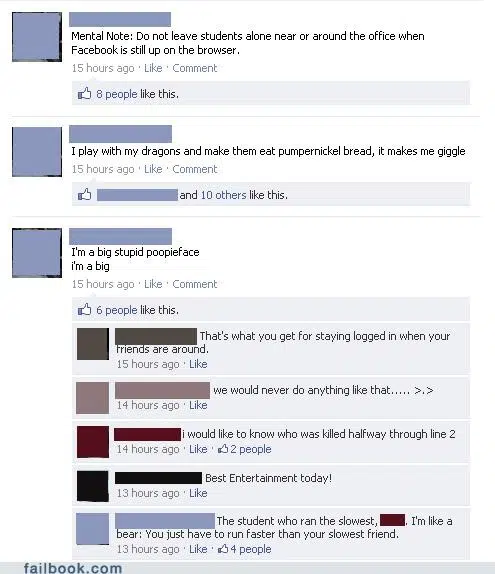 Mental Note: Do not leave students alone near or around the office when
Facebook is still up on the browser.
15 hours ago · Like · Comment
8 people like this.
I play with my dragons and make them eat pumpernickel bread, it makes me giggle
15 hours ago · Like · Comment
and 10 others like this.
I'm a big stupid poopieface
i'm a big
15 hours ago · Like · Comment
6 people like this.
That's what you get for staying logged in when your
friends are around.
15 hours ago · Like
we would never do anything like that..... >.>
14 hours ago · Like
i would like to know who was killed halfway through line 2
14 hours ago · Like · 2 people
Best Entertainment today!
13 hours ago · Like
The student who ran the slowest, . I'm like a
bear: You just have to run faster than your slowest friend.
13 hours ago · Like · 4 people
failbook.com